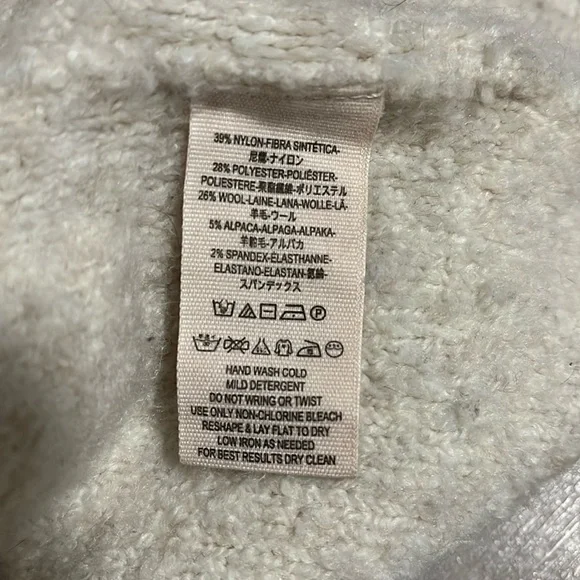 39% NYLON-FIBRA SINTÉTICA-
尼龍-ナイロン
28% POLYESTER-POLIÉSTER-
POLIESTERE-聚脂纖維-ポリエステル
26% WOOL-LAINE-LANA-WOLLE-LÃ-
羊毛-ウール
5% ALPACA-ALPAGA-ALPAKA-
羊駝毛-アルパカ
2% SPANDEX-ÉLASTHANNE-
ELASTANO-ELASTAN-氨綸-
スパンデックス
HAND WASH COLD
MILD DETERGENT
DO NOT WRING OR TWIST
USE ONLY NON-CHLORINE BLEACH
RESHAPE & LAY FLAT TO DRY
LOW IRON AS NEEDED
FOR BEST RESULTS DRY CLEAN